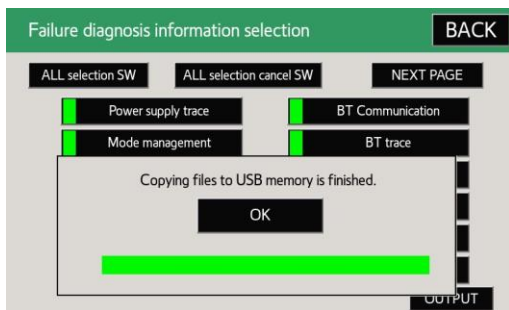 Failure diagnosis information selection BACK
ALL selection SW ALL selection cancel SW NEXT PAGE
Power supply trace BT Communication
Mode management BT trace
Copying files to USB memory is finished.
OK
OUTPUT